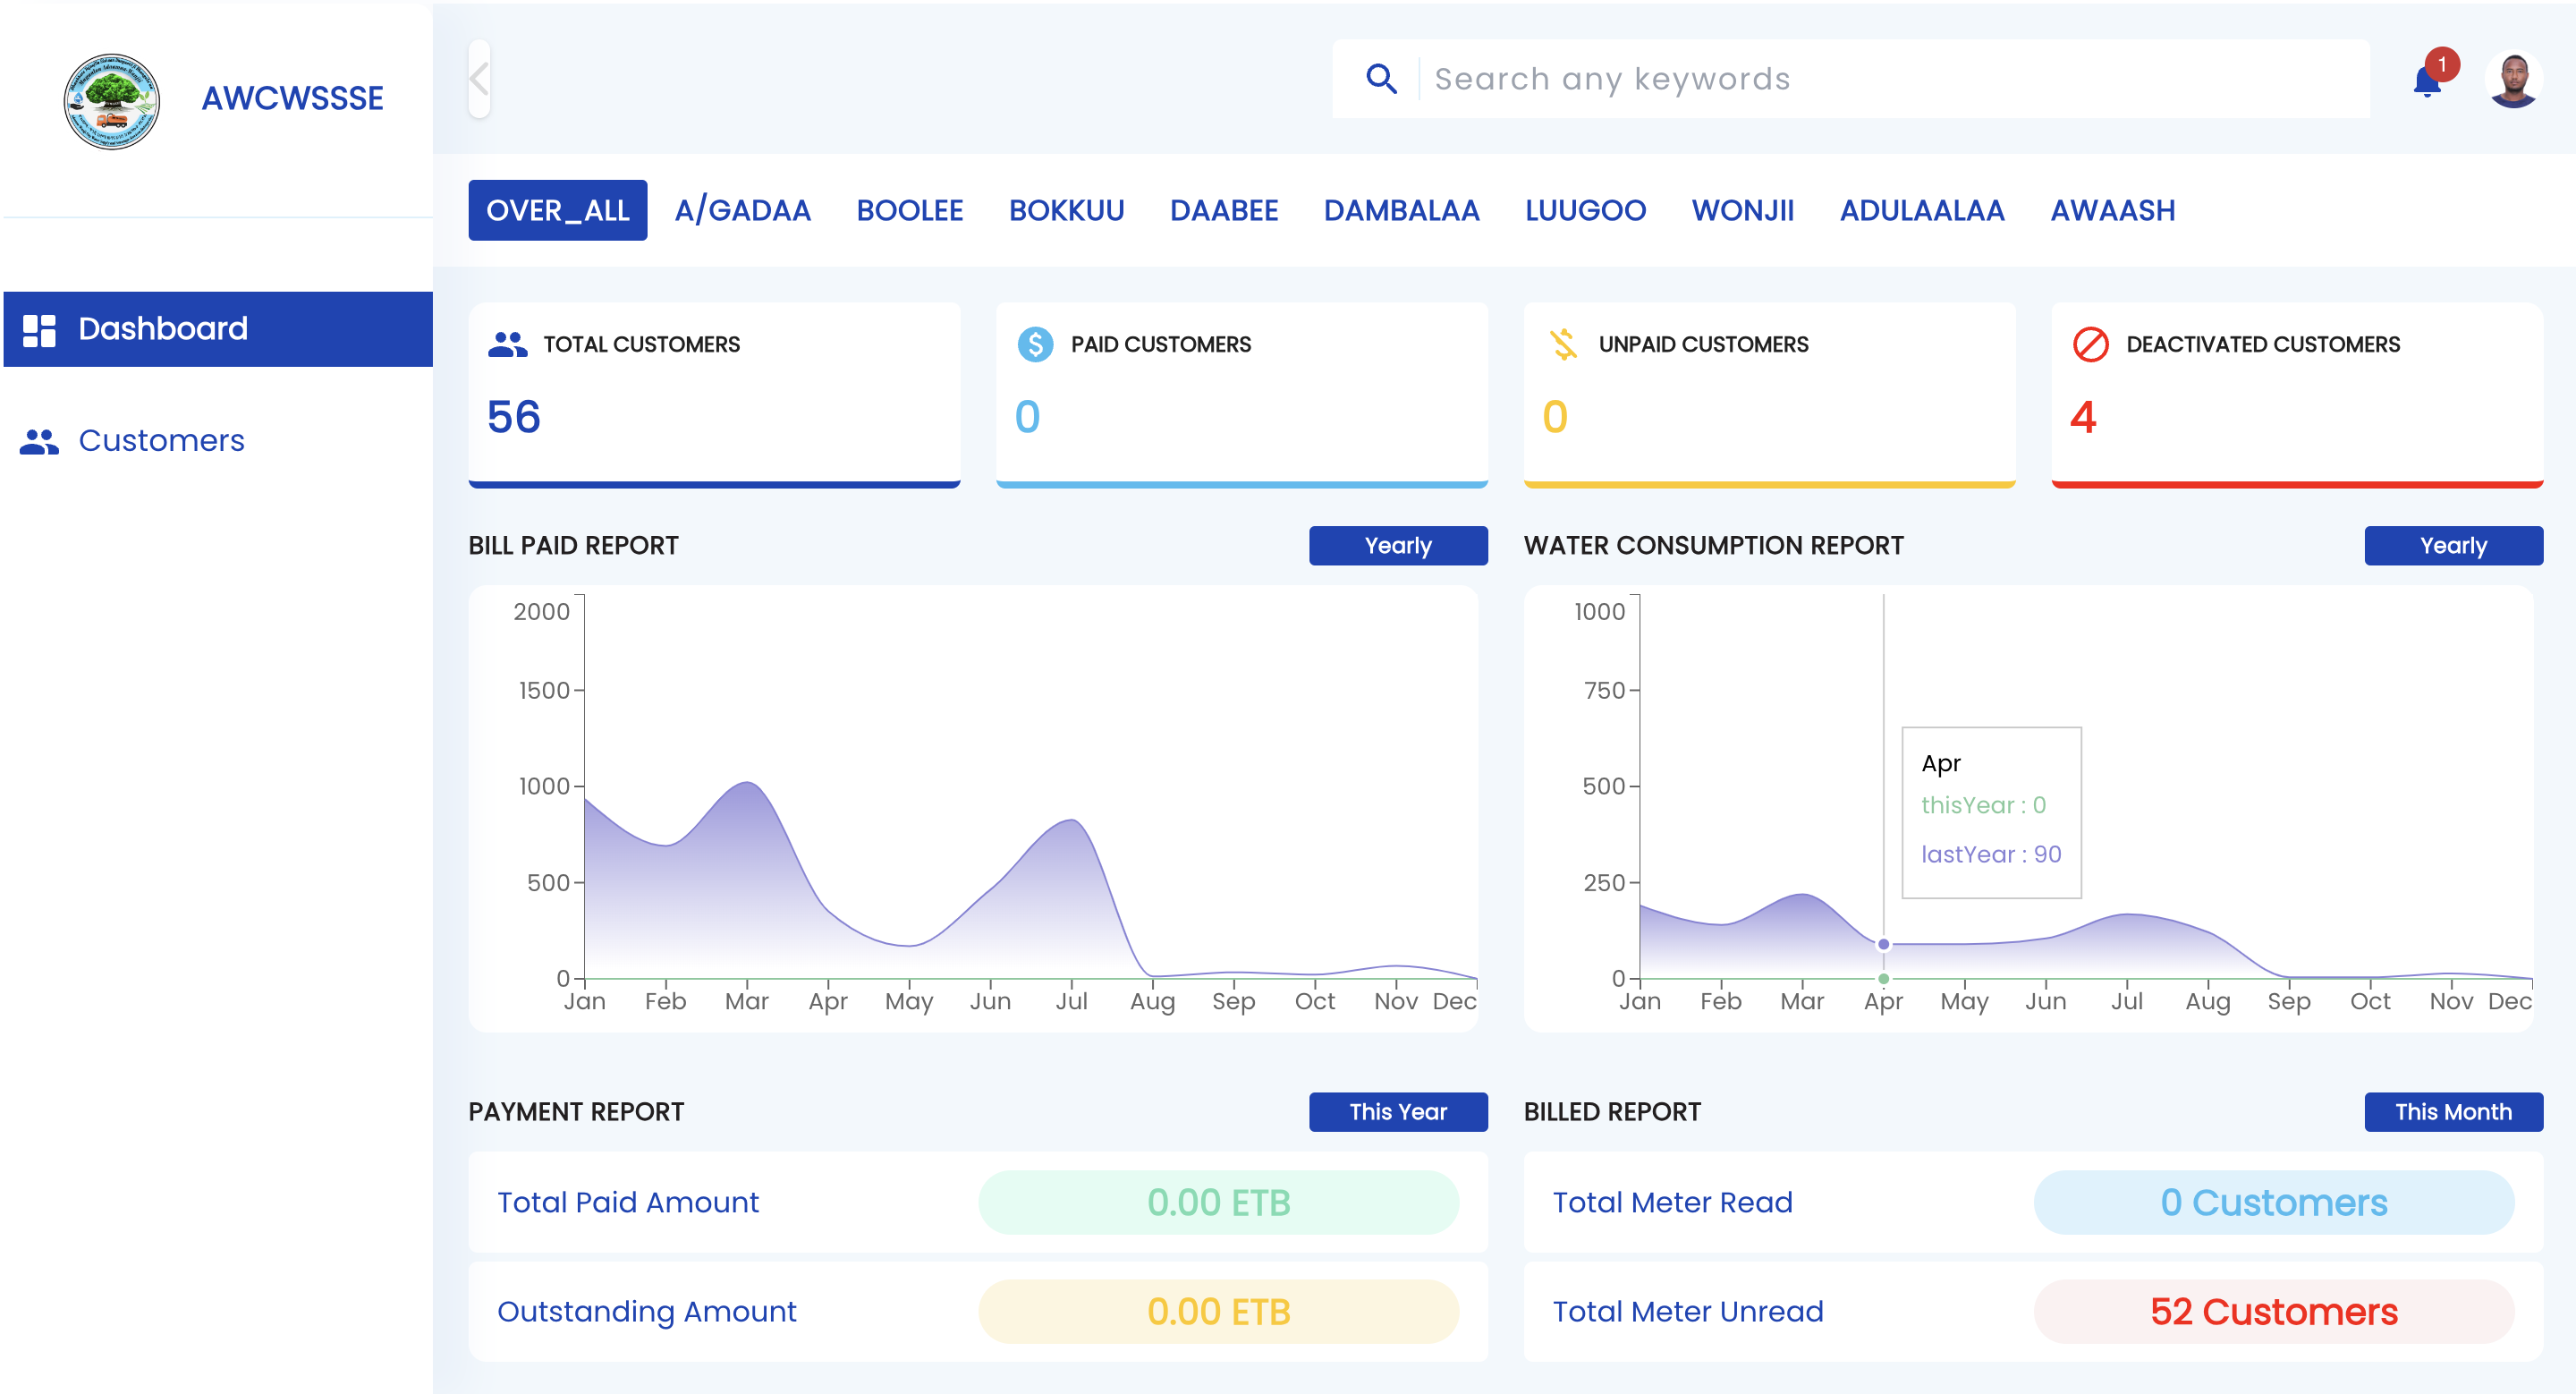 AWCWSSSE
Search any keywords
1
OVER_ALL A/GADAA BOOLEE BOKKUU DAABEE DAMBALAA LUUGOO WONJII ADULAALAA AWAASH
Dashboard
Customers
TOTAL CUSTOMERS
56
PAID CUSTOMERS
0
UNPAID CUSTOMERS
0
DEACTIVATED CUSTOMERS
4
BILL PAID REPORT
Yearly
2000
1500
1000
500
0
Jan Feb Mar Apr May Jun Jul Aug Sep Oct Nov Dec
WATER CONSUMPTION REPORT
Yearly
1000
750
500
250
0
Apr
thisYear : 0
lastYear : 90
Jan Feb Mar Apr May Jun Jul Aug Sep Oct Nov Dec
PAYMENT REPORT
This Year
Total Paid Amount
0.00 ETB
Outstanding Amount
0.00 ETB
BILLED REPORT
This Month
Total Meter Read
0 Customers
Total Meter Unread
52 Customers